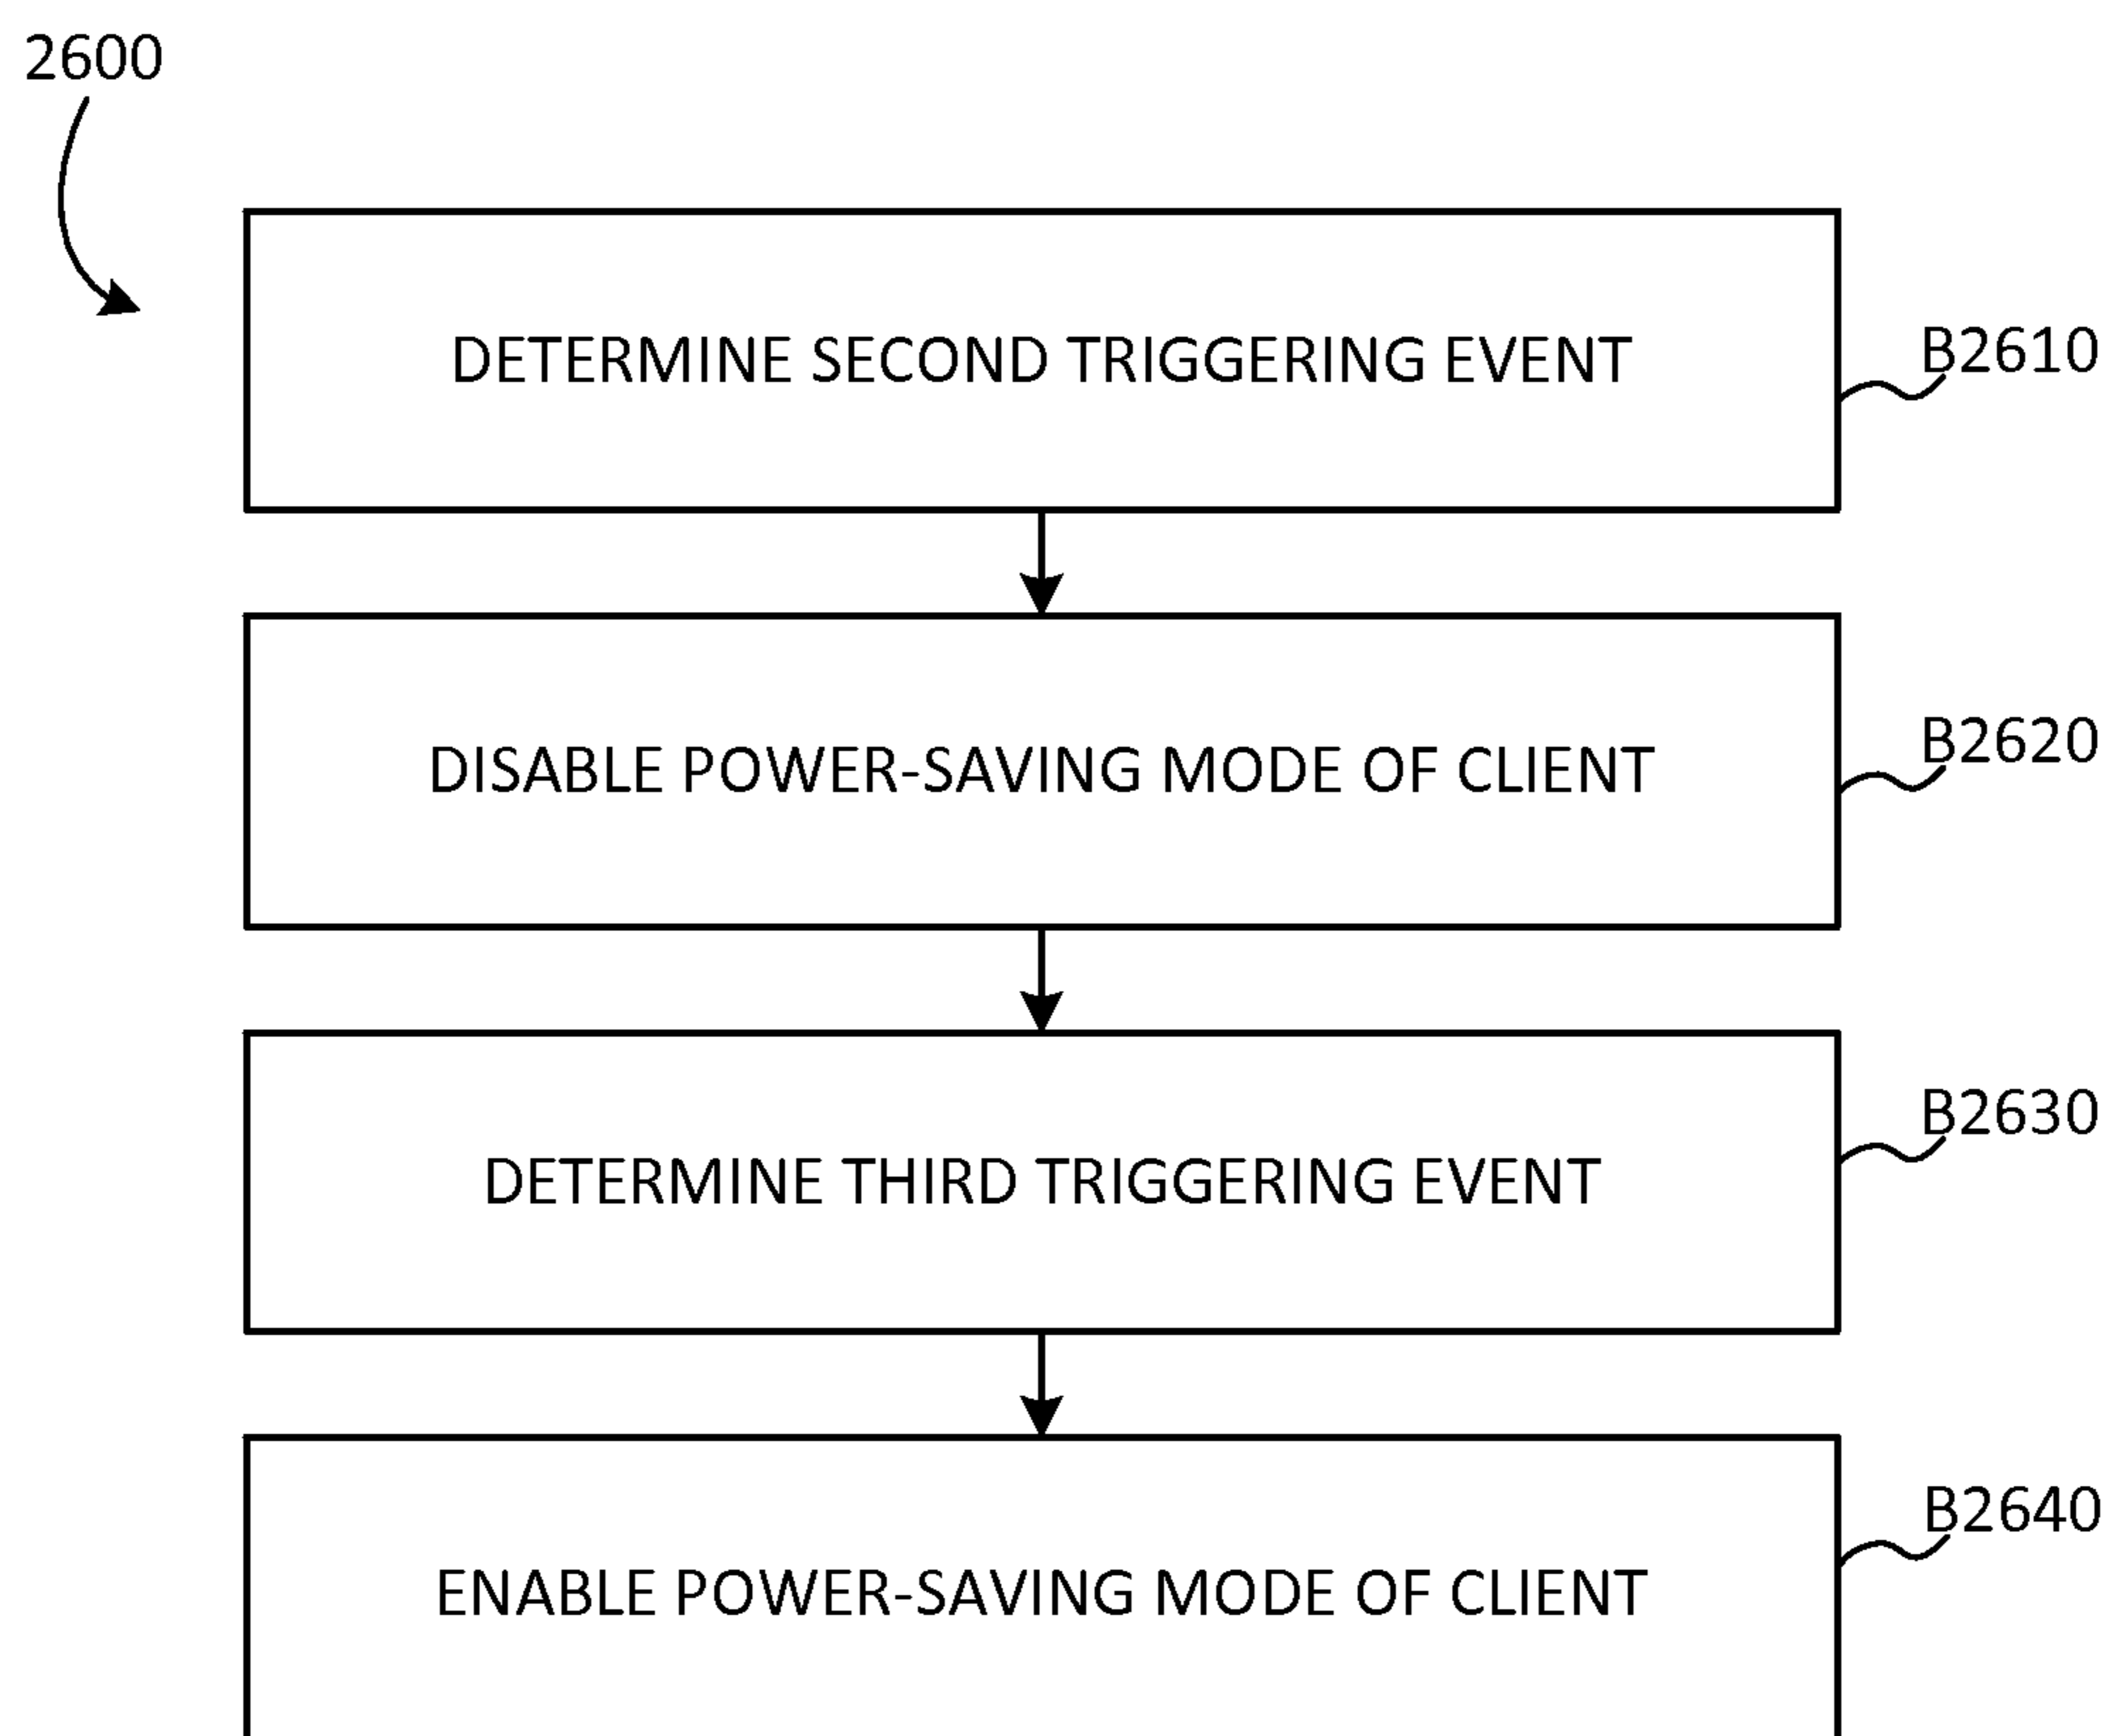 2600
DETERMINE SECOND TRIGGERING EVENT
B2610
DISABLE POWER-SAVING MODE OF CLIENT
B2620
DETERMINE THIRD TRIGGERING EVENT
B2630
ENABLE POWER-SAVING MODE OF CLIENT
B2640